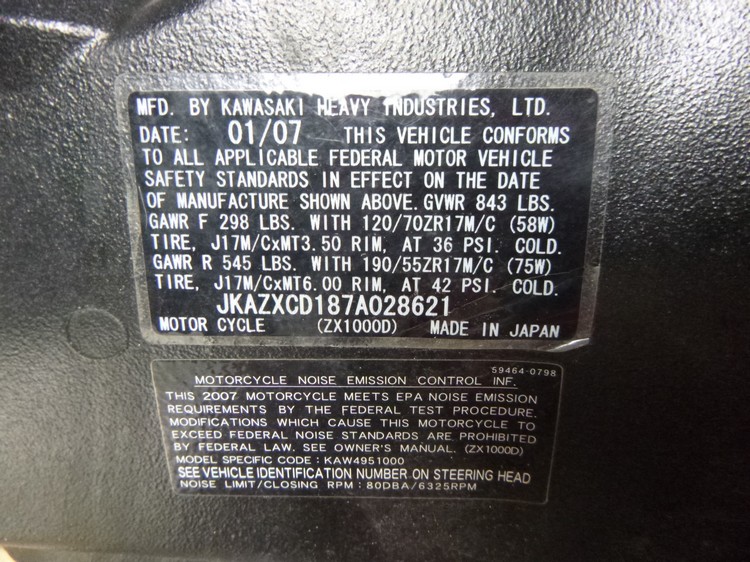 MFD. BY KAWASAKI HEAVY INDUSTRIES, LTD.
DATE: 01/07 THIS VEHICLE CONFORMS
TO ALL APPLICABLE FEDERAL MOTOR VEHICLE
SAFETY STANDARDS IN EFFECT ON THE DATE
OF MANUFACTURE SHOWN ABOVE. GVWR 843 LBS.
GAWR F 298 LBS. WITH 120/70ZR17M/C (58W)
TIRE, J17M/CxMT3.50 RIM, AT 36 PSI. COLD.
GAWR R 545 LBS. WITH 190/55ZR17M/C (75W)
TIRE, J17M/CxMT6.00 RIM, AT 42 PSI. COLD.
JKAZXCD187A028621
MOTOR CYCLE (ZX1000D) MADE IN JAPAN
59464-0798
MOTORCYCLE NOISE EMISSION CONTROL INF.
THIS 2007 MOTORCYCLE MEETS EPA NOISE EMISSION
REQUIREMENTS BY THE FEDERAL TEST PROCEDURE.
MODIFICATIONS WHICH CAUSE THIS MOTORCYCLE TO
EXCEED FEDERAL NOISE STANDARDS ARE PROHIBITED
BY FEDERAL LAW. SEE OWNER'S MANUAL. (ZX1000D)
MODEL SPECIFIC CODE : KAW4951000
SEE VEHICLE IDENTIFICATION NUMBER ON STEERING HEAD
NOISE LIMIT/CLOSING RPM : 80DBA/6325RPM